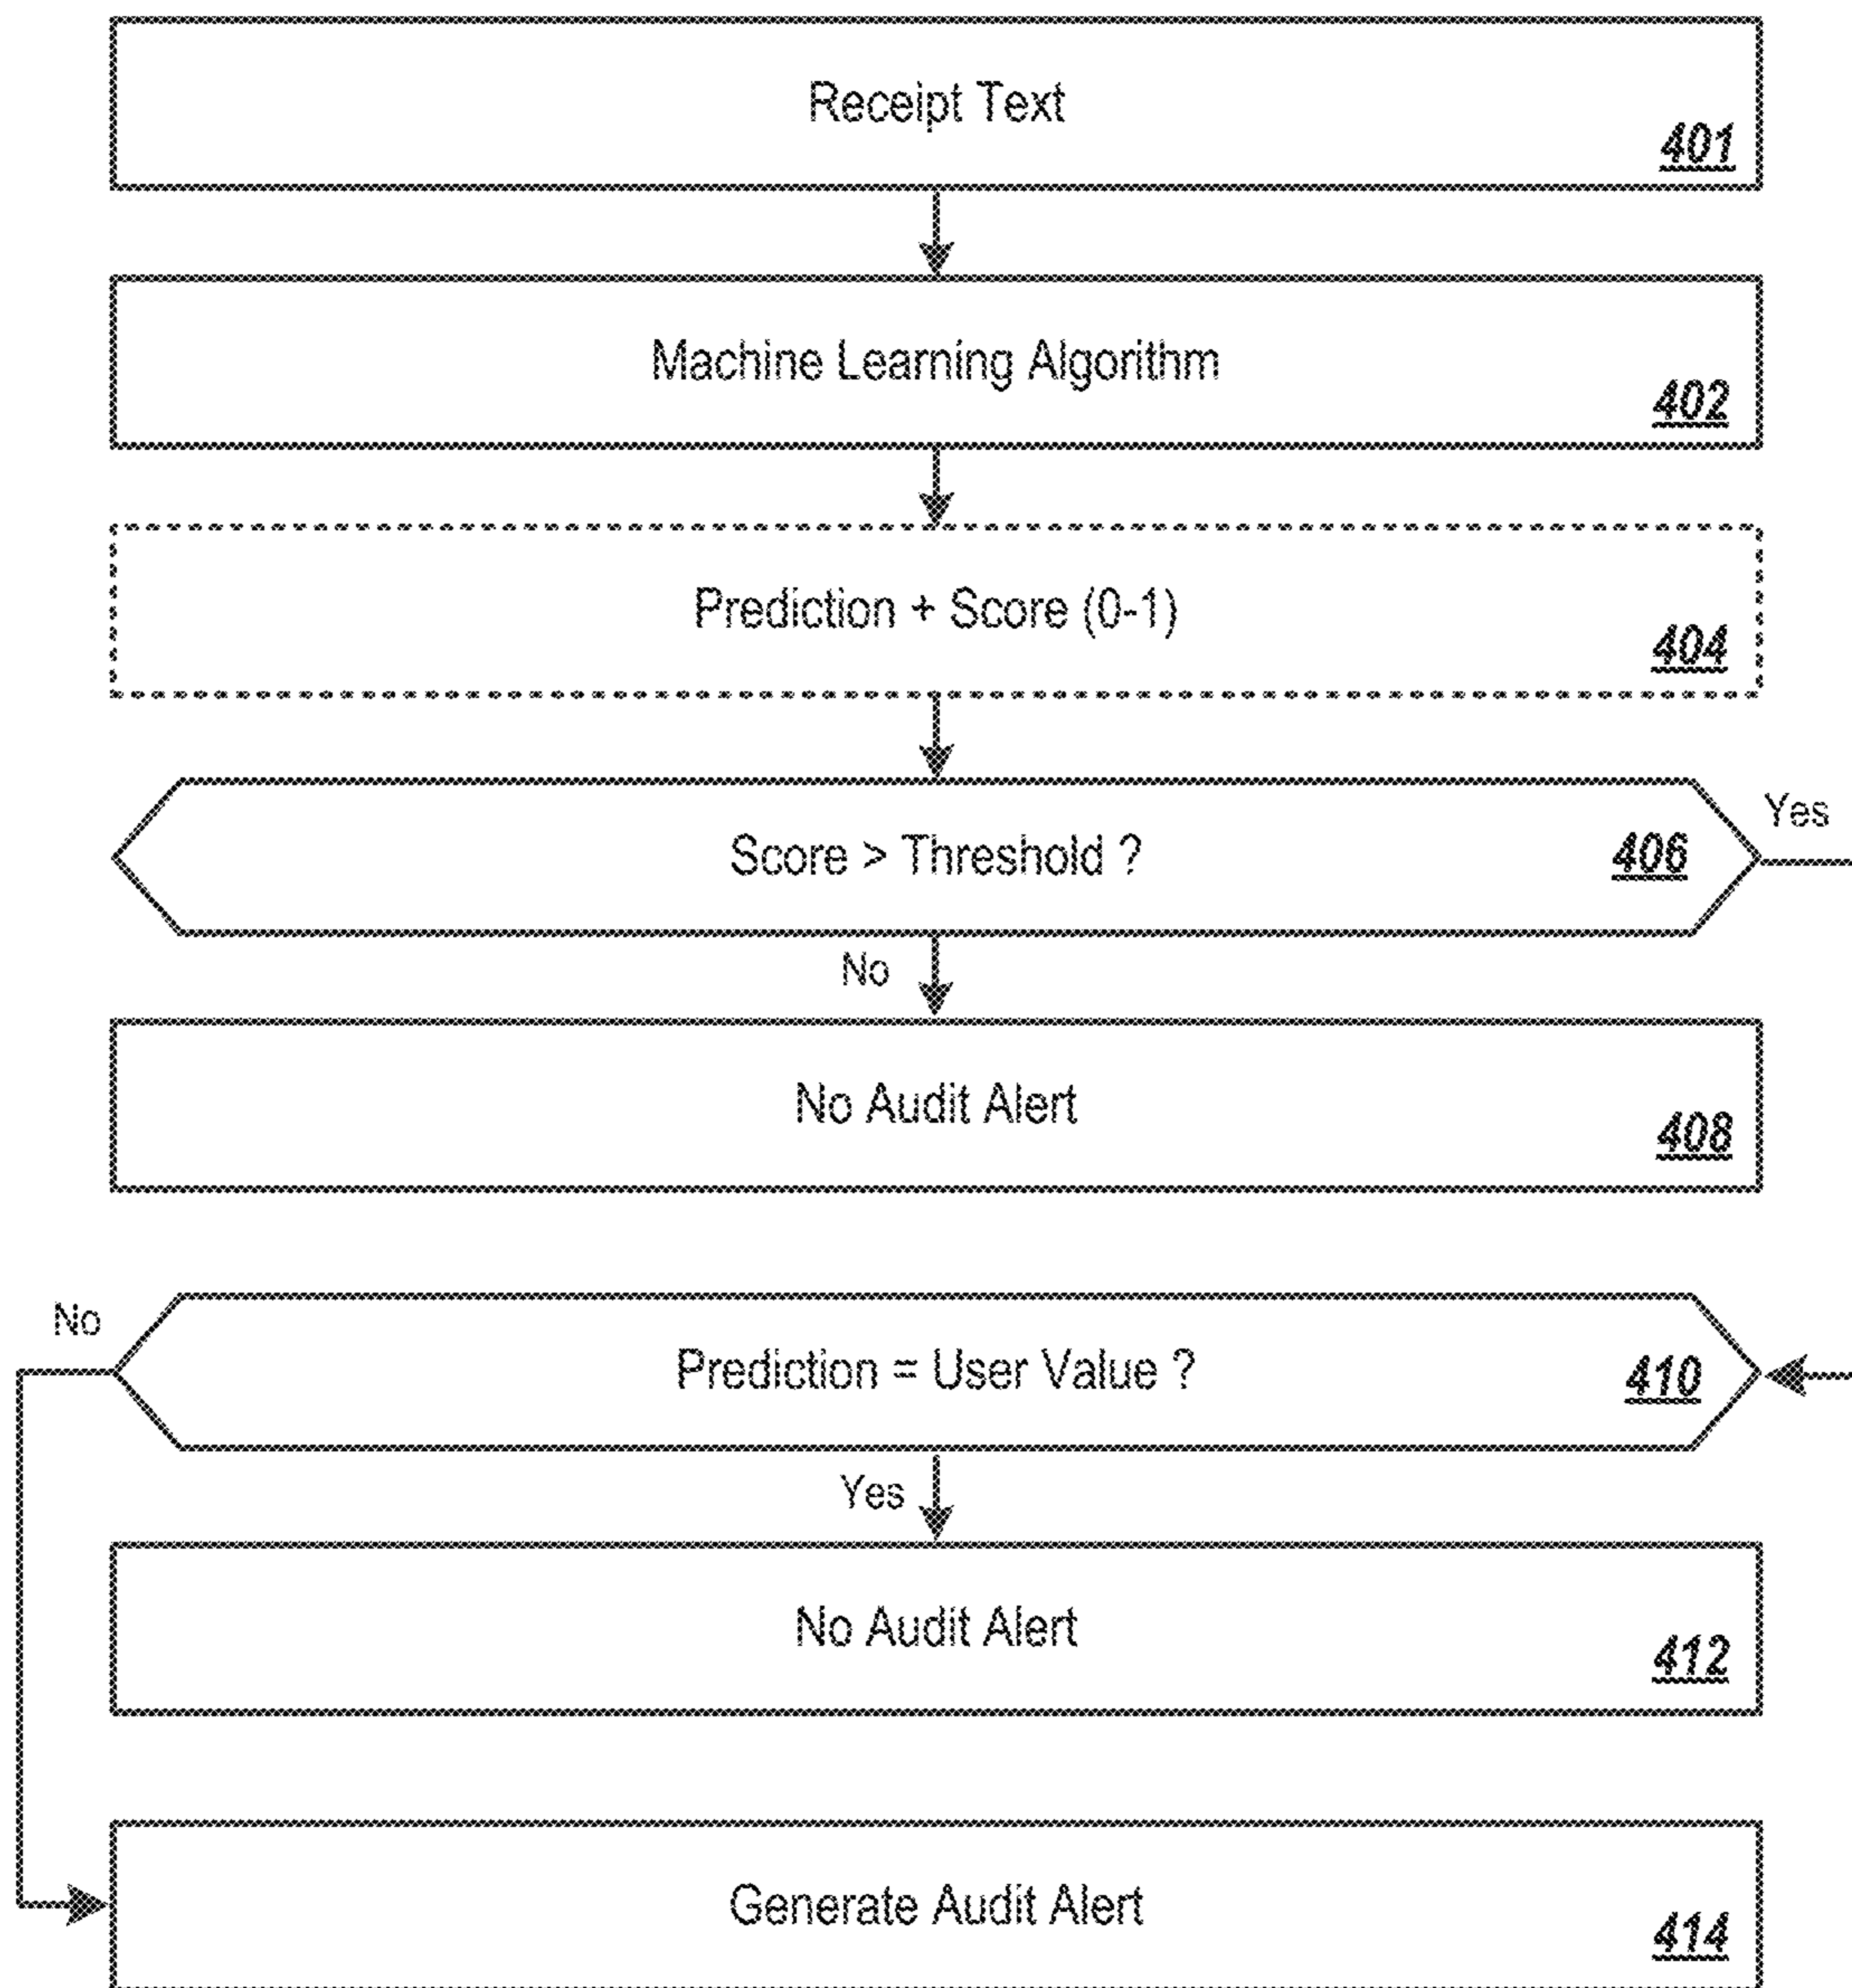 Receipt Text
401
Machine Learning Algorithm
402
Prediction + Score (0-1)
404
Score > Threshold ?
406
Yes
No
No Audit Alert
408
No
Prediction = User Value ?
410
Yes
No Audit Alert
412
Generate Audit Alert
414